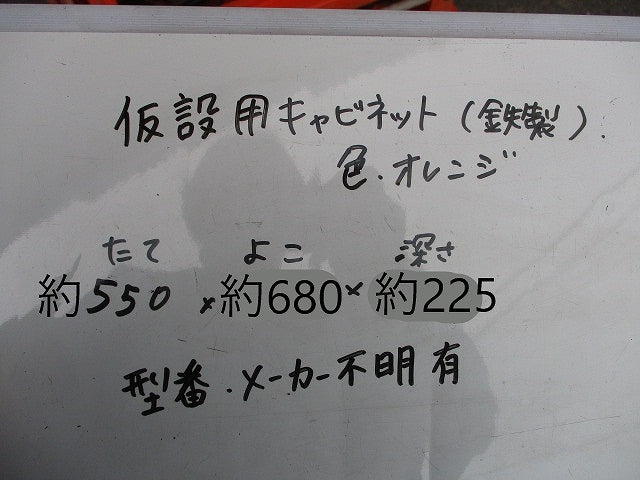 仮設用キャビネット(鉄製).
色.オレンジ
たて よこ 深さ
約550×約680×約225
型番.メーカー不明有